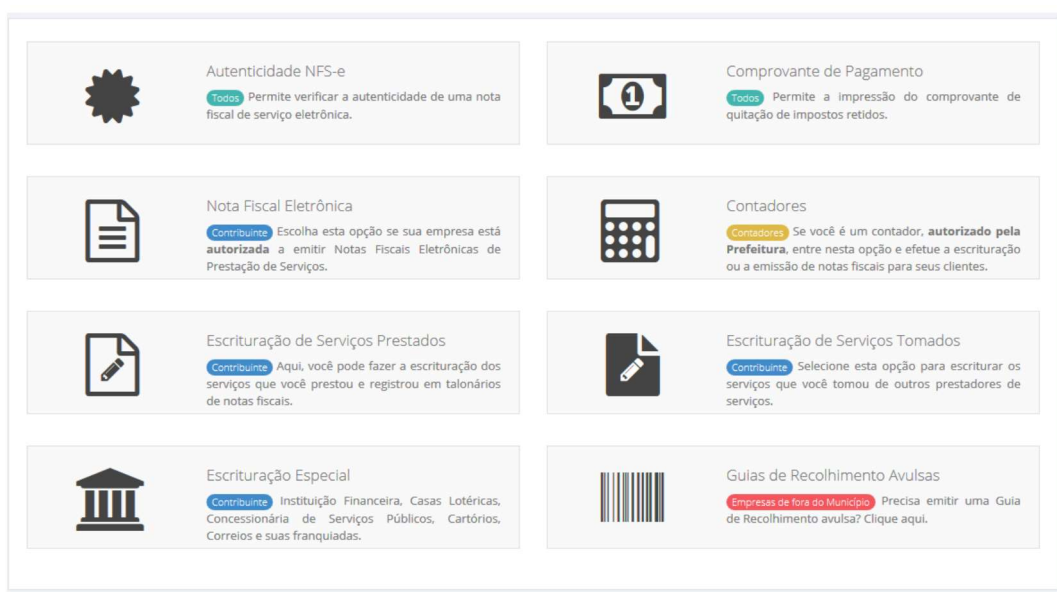 Autenticidade NFS-e
Todos Permite verificar a autenticidade de uma nota
fiscal de serviço eletrônica.
1
Comprovante de Pagamento
Todos Permite a impressão do comprovante de
quitação de impostos retidos.
Nota Fiscal Eletrônica
Contribuinte Escolha esta opção se sua empresa está
autorizada a emitir Notas Fiscais Eletrônicas de
Prestação de Serviços.
Contadores
Contadores Se você é um contador, autorizado pela
Prefeitura, entre nesta opção e efetue a escrituração
ou a emissão de notas fiscais para seus clientes.
Escrituração de Serviços Prestados
Contribuinte Aqui, você pode fazer a escrituração dos
serviços que você prestou e registrou em talonários
de notas fiscais.
Escrituração de Serviços Tomados
Contribuinte Selecione esta opção para escriturar os
serviços que você tomou de outros prestadores de
serviços.
Escrituração Especial
Contribuinte Instituição Financeira, Casas Lotéricas,
Concessionária de Serviços Públicos, Cartórios,
Correios e suas franquiadas.
Guias de Recolhimento Avulsas
Empresas de fora do Município Precisa emitir uma Guia
de Recolhimento avulsa? Clique aqui.